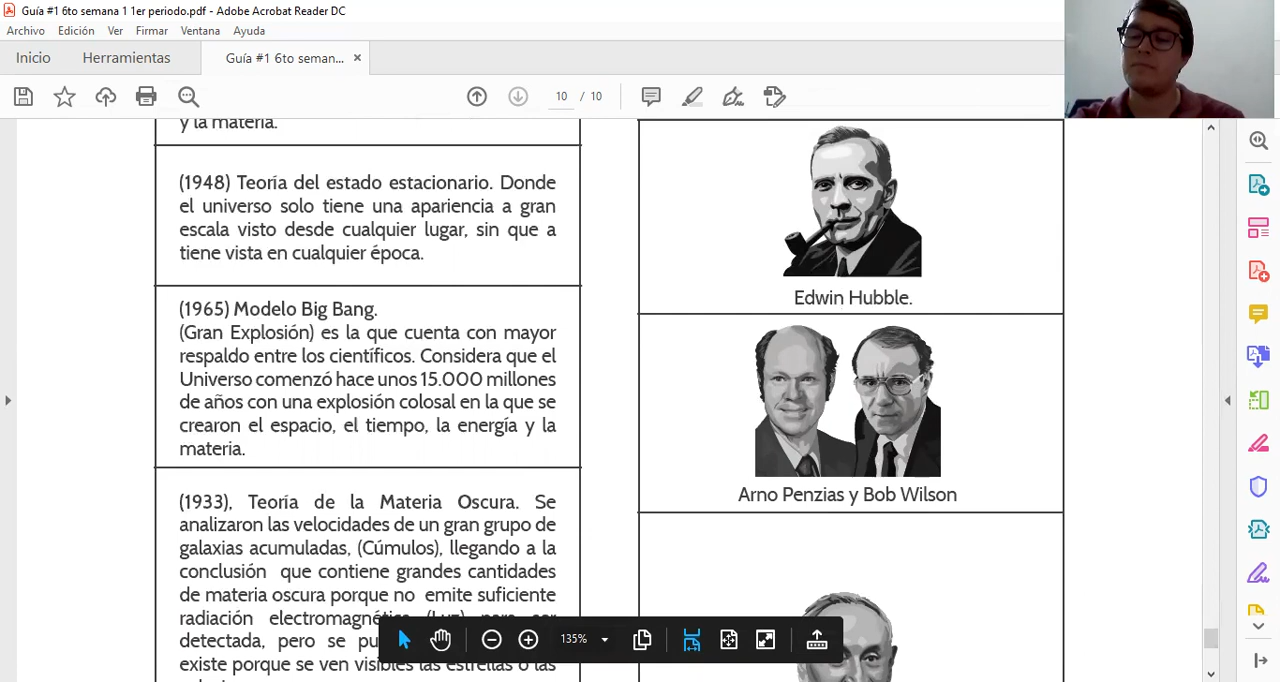 Guía #1 6to semana 1 1er periodo.pdf - Adobe Acrobat Reader DC
Archivo Edición Ver Firmar Ventana Ayuda
Inicio Herramientas Guía #1 6to seman... ×
10 / 10
y la materia.
(1948) Teoría del estado estacionario. Donde
el universo solo tiene una apariencia a gran
escala visto desde cualquier lugar, sin que a
tiene vista en cualquier época.
(1965) Modelo Big Bang.
(Gran Explosión) es la que cuenta con mayor
respaldo entre los científicos. Considera que el
Universo comenzó hace unos 15.000 millones
de años con una explosión colosal en la que se
crearon el espacio, el tiempo, la energía y la
materia.
(1933), Teoría de la Materia Oscura. Se
analizaron las velocidades de un gran grupo de
galaxias acumuladas, (Cúmulos), llegando a la
conclusión que contiene grandes cantidades
de materia oscura porque no emite suficiente
radiación
detectada, pero se
existe porque se ven visibles las estrellas o las
Edwin Hubble.
Arno Penzias y Bob Wilson
135%